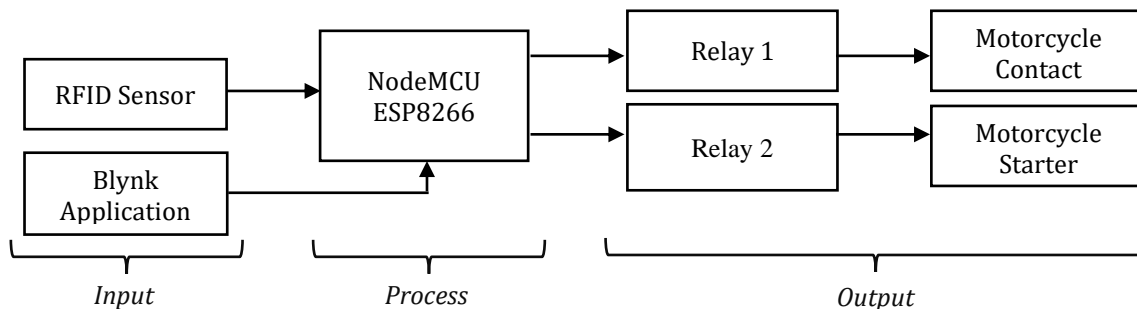 RFID Sensor
Blynk
Application
NodeMCU
ESP8266
Relay 1
Relay 2
Motorcycle
Contact
Motorcycle
Starter
Input
Process
Output